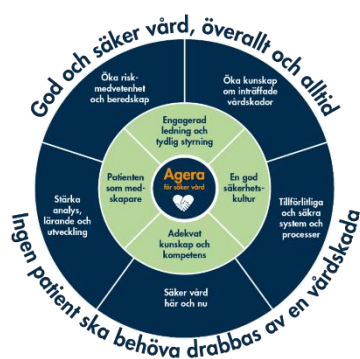 God och säker vård, överallt och alltid
Öka risk-
medvetenhet
och beredskap
Öka kunskap
om inträffade
vårdskador
Engagerad
ledning och
tydlig styrning
Patienten
som med-
skapare
Agera
för säker vård
En god
säkerhets-
kultur
Stärka
analys,
lärande och
utveckling
Tillförlitliga
och säkra
system och
processer
Adekvat
kunskap och
kompetens
Säker vård
här och nu
Ingen patient ska behöva drabbas av en vårdskada